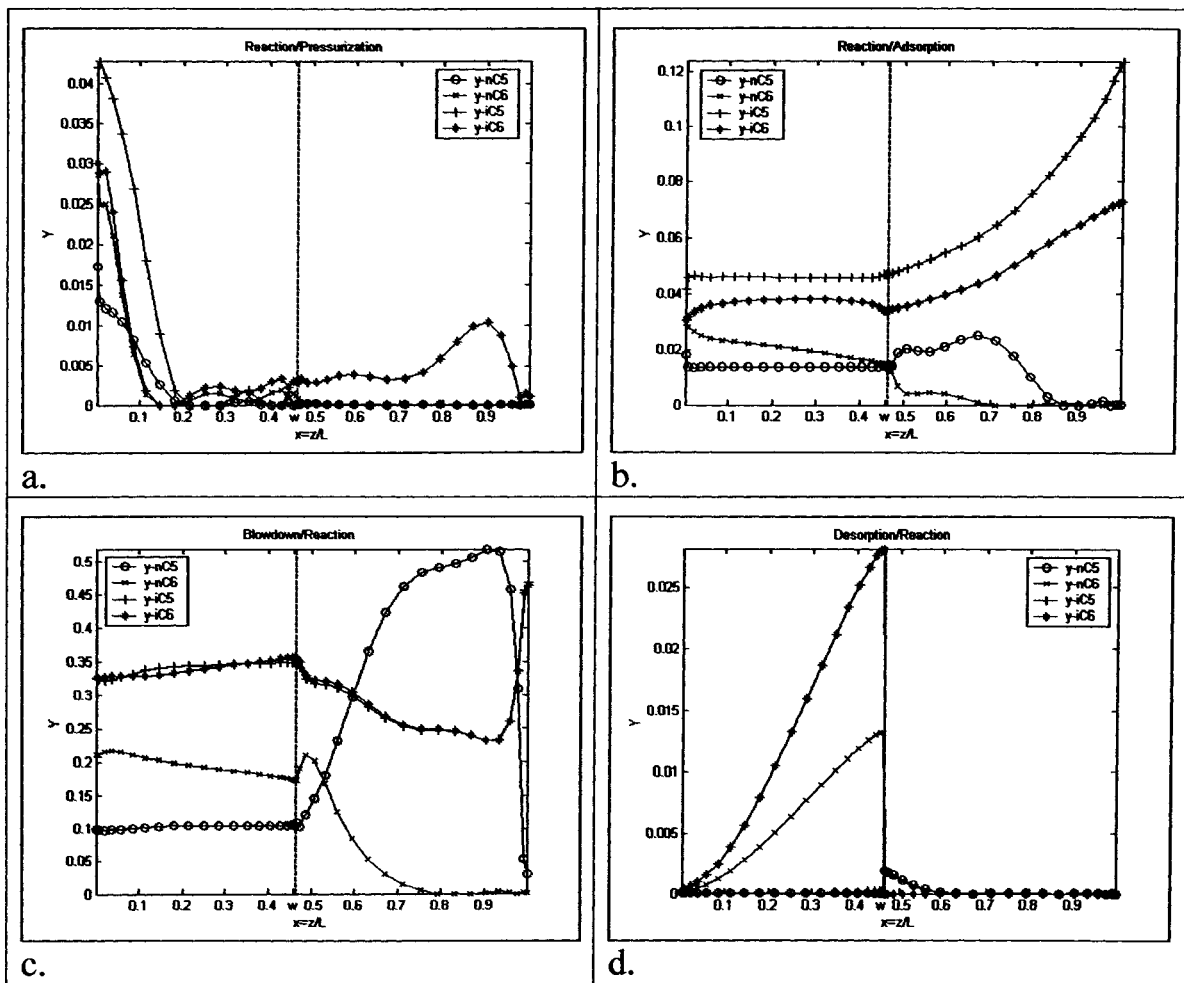 Reaction/Pressurization
y-nC5
y-nC6
y-iC5
y-iC6
0.04
0.035
0.03
0.025
0.02
0.015
0.01
0.005
0
Y
0.1 0.2 0.3 0.4 w 0.5 0.6 0.7 0.8 0.9
x=z/L
a.
Reaction/Adsorption
y-nC5
y-nC6
y-iC5
y-iC6
0.12
0.1
0.08
0.06
0.04
0.02
0
Y
0.1 0.2 0.3 0.4 w 0.5 0.6 0.7 0.8 0.9
x=z/L
b.
Blowdown/Reaction
y-nC5
y-nC6
y-iC5
y-iC6
0.5
0.45
0.4
0.35
0.3
0.25
0.2
0.15
0.1
0.05
0
Y
0.1 0.2 0.3 0.4 w 0.5 0.6 0.7 0.8 0.9
x=z/L
c.
Desorption/Reaction
y-nC5
y-nC6
y-iC5
y-iC6
0.025
0.02
0.015
0.01
0.005
0
Y
0.1 0.2 0.3 0.4 w 0.5 0.6 0.7 0.8 0.9
x=z/L
d.